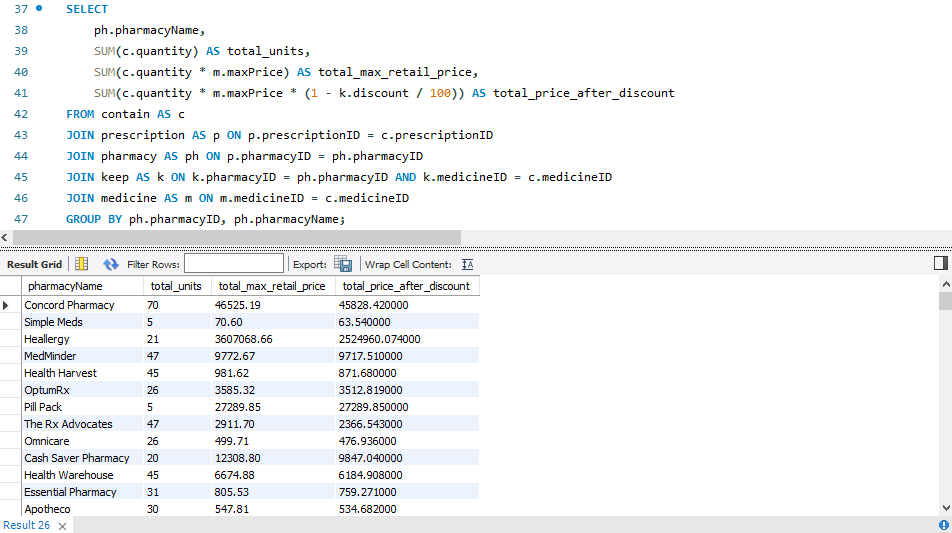 37 SELECT
38 ph.pharmacyName,
39 SUM(c.quantity) AS total_units,
40 SUM(c.quantity * m.maxPrice) AS total_max_retail_price,
41 SUM(c.quantity * m.maxPrice * (1 - k.discount / 100)) AS total_price_after_discount
42 FROM contain AS c
43 JOIN prescription AS p ON p.prescriptionID = c.prescriptionID
44 JOIN pharmacy AS ph ON p.pharmacyID = ph.pharmacyID
45 JOIN keep AS k ON k.pharmacyID = ph.pharmacyID AND k.medicineID = c.medicineID
46 JOIN medicine AS m ON m.medicineID = c.medicineID
47 GROUP BY ph.pharmacyID, ph.pharmacyName;
Result Grid Filter Rows: Export: Wrap Cell Content: IA
pharmacyName total_units total_max_retail_price total_price_after_discount
Concord Pharmacy 70 46525.19 45828.420000
Simple Meds 5 70.60 63.540000
Heallergy 21 3607068.66 2524960.074000
MedMinder 47 9772.67 9717.510000
Health Harvest 45 981.62 871.680000
OptumRx 26 3585.32 3512.819000
Pill Pack 5 27289.85 27289.850000
The Rx Advocates 47 2911.70 2366.543000
Omnicare 26 499.71 476.936000
Cash Saver Pharmacy 20 12308.80 9847.040000
Health Warehouse 45 6674.88 6184.908000
Essential Pharmacy 31 805.53 759.271000
Apotheco 30 547.81 534.682000
Result 26